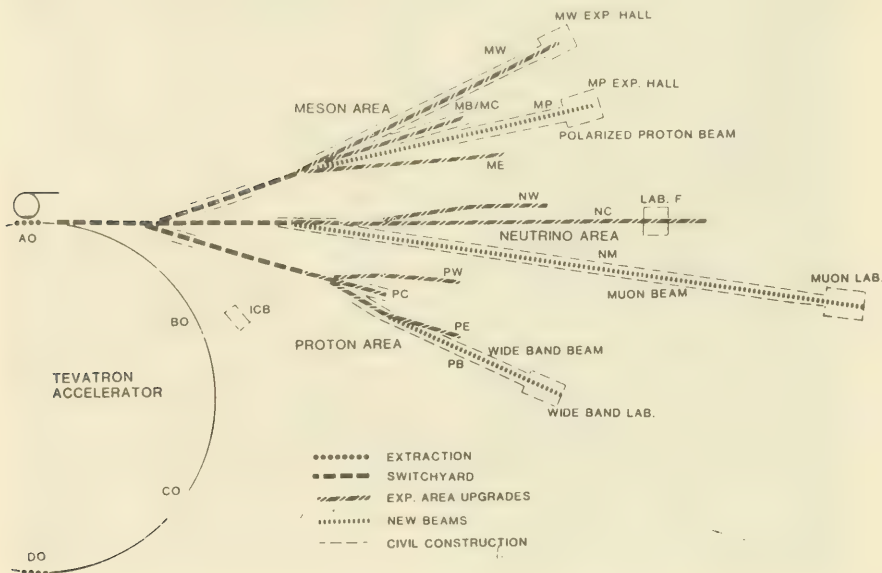 MW EXP HALL
MW
MP EXP. HALL
MESON AREA
MB/MC
MP
POLARIZED PROTON BEAM
ME
NW
LAB. F
NC
AO
NEUTRINO AREA
NM
MUON LAB.
PW
MUON BEAM
PC
ICB
BO
PE
PROTON AREA
WIDE BAND BEAM
PB
TEVATRON
ACCELERATOR
WIDE BAND LAB.
EXTRACTION
SWITCHYARD
CO
EXP. AREA UPGRADES
NEW BEAMS
CIVIL CONSTRUCTION
DO